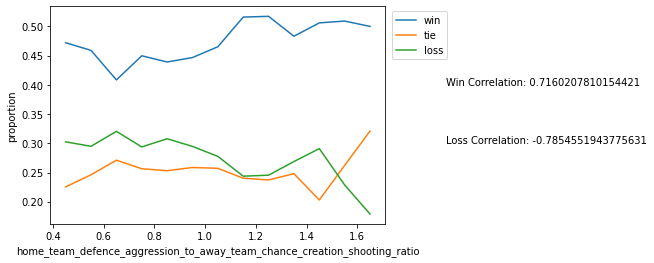 0.50
0.45
0.40
0.35
0.30
0.25
0.20
proportion
0.4 0.6 0.8 1.0 1.2 1.4 1.6
home_team_defence_aggression_to_away_team_chance_creation_shooting_ratio
win
tie
loss
Win Correlation: 0.7160207810154421
Loss Correlation: -0.7854551943775631